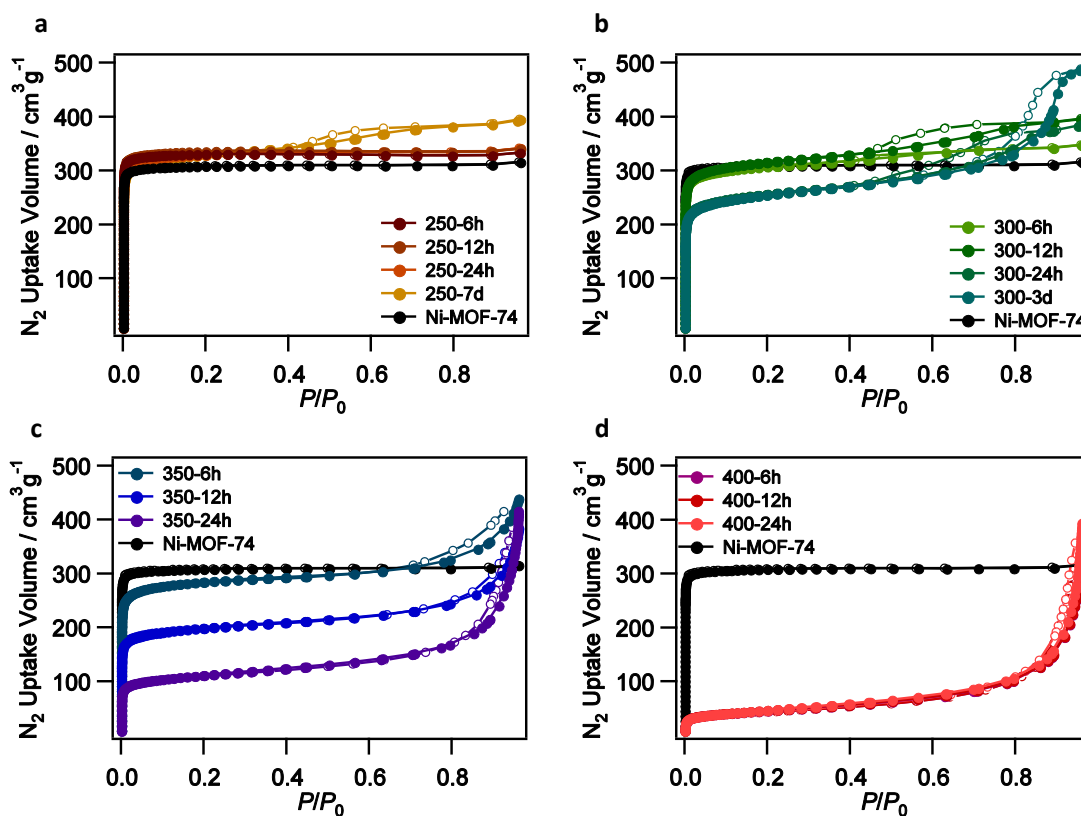 a
500
400
300
200
100
N₂ Uptake Volume / cm³g⁻¹
250-6h
250-12h
250-24h
250-7d
Ni-MOF-74
0.0 0.2 0.4 0.6 0.8
P/P₀
b
500
400
300
200
100
N₂ Uptake Volume / cm³g⁻¹
300-6h
300-12h
300-24h
300-3d
Ni-MOF-74
0.0 0.2 0.4 0.6 0.8
P/P₀
c
500
400
300
200
100
N₂ Uptake Volume / cm³g⁻¹
350-6h
350-12h
350-24h
Ni-MOF-74
0.0 0.2 0.4 0.6 0.8
P/P₀
d
500
400
300
200
100
N₂ Uptake Volume / cm³g⁻¹
400-6h
400-12h
400-24h
Ni-MOF-74
0.0 0.2 0.4 0.6 0.8
P/P₀